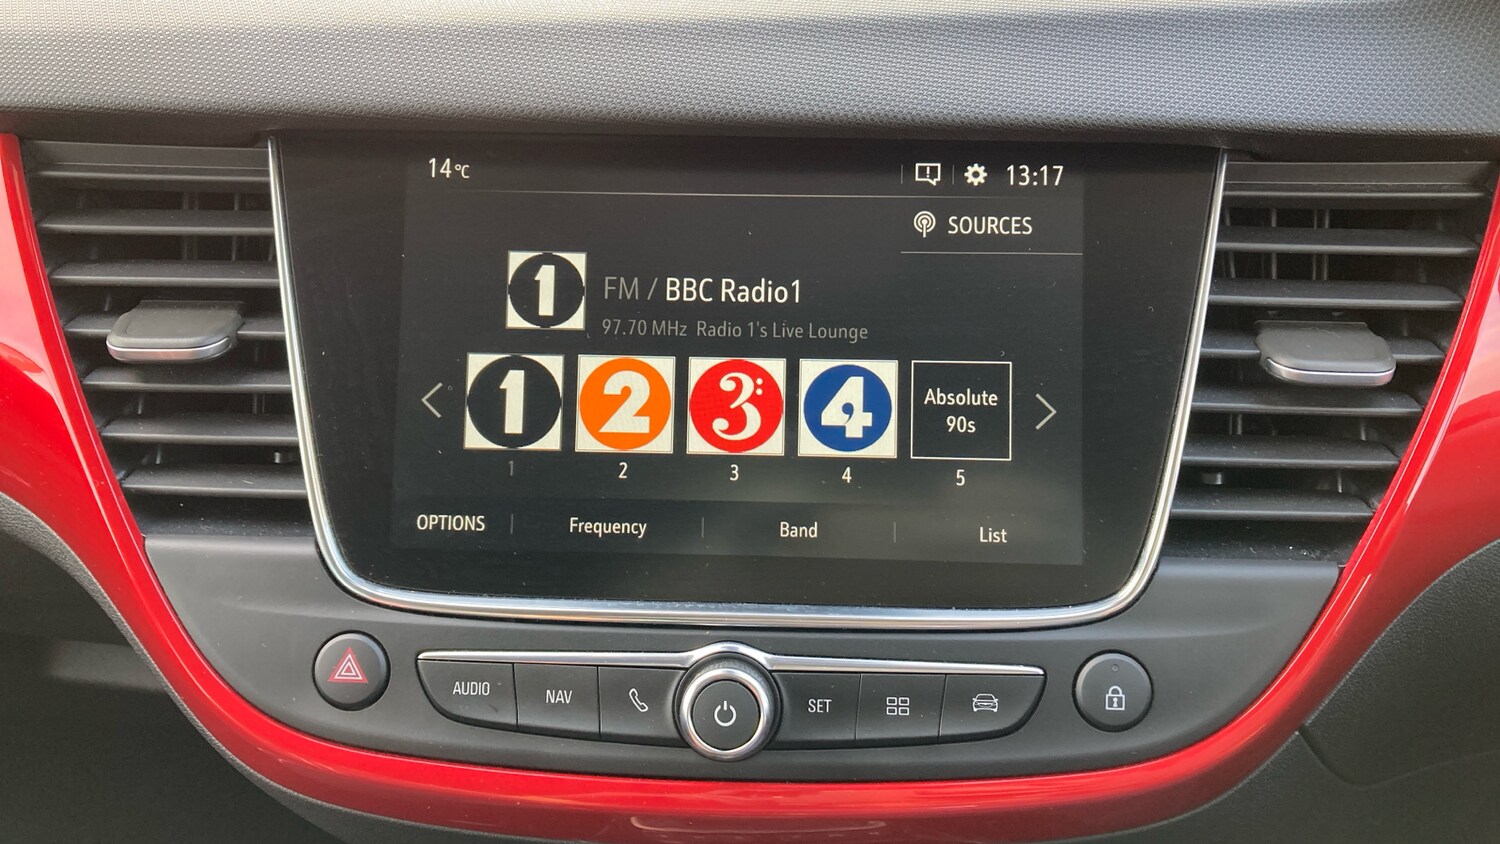 14°C
13:17
SOURCES
1
FM / BBC Radio1
97.70 MHz Radio 1's Live Lounge
1 2 3 4 Absolute
90s
1 2 3 4 5
OPTIONS Frequency Band List
AUDIO NAV SET